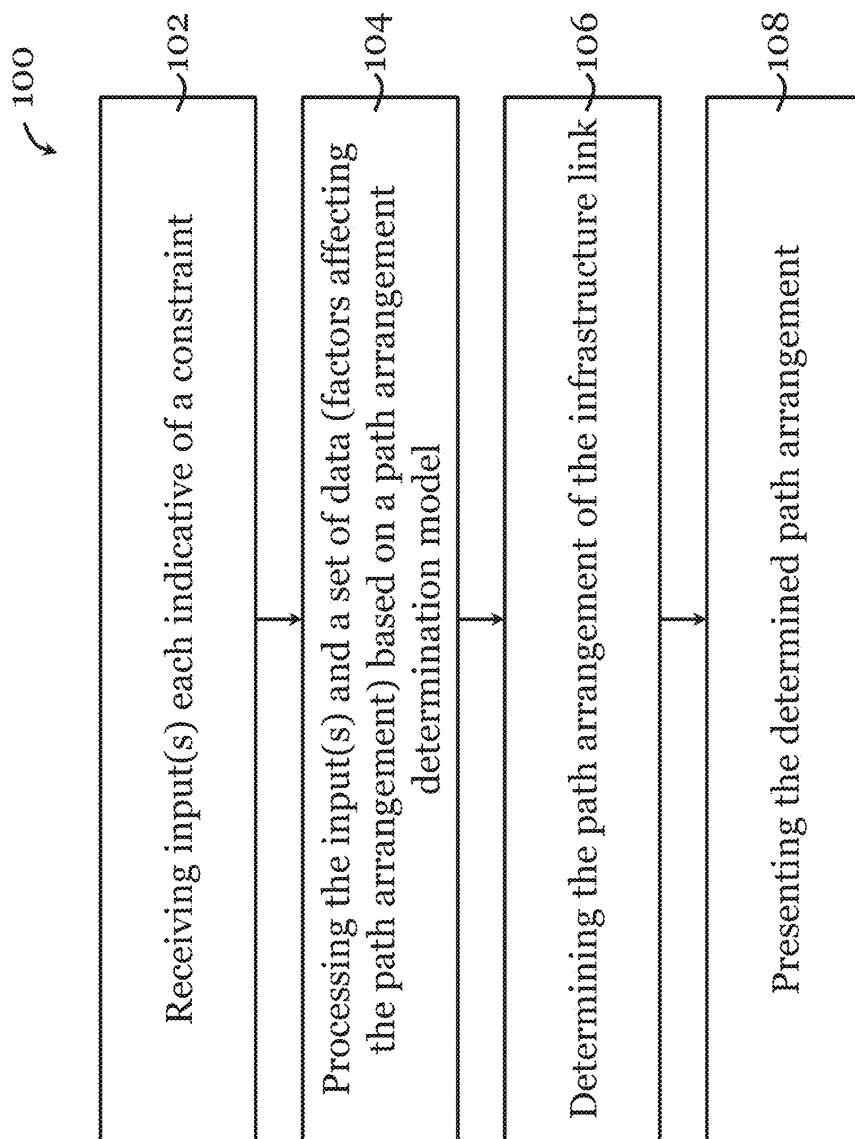 100
Receiving input(s) each indicative of a constraint
102
Processing the input(s) and a set of data (factors affecting
the path arrangement) based on a path arrangement
determination model
104
Determining the path arrangement of the infrastructure link
106
Presenting the determined path arrangement
108